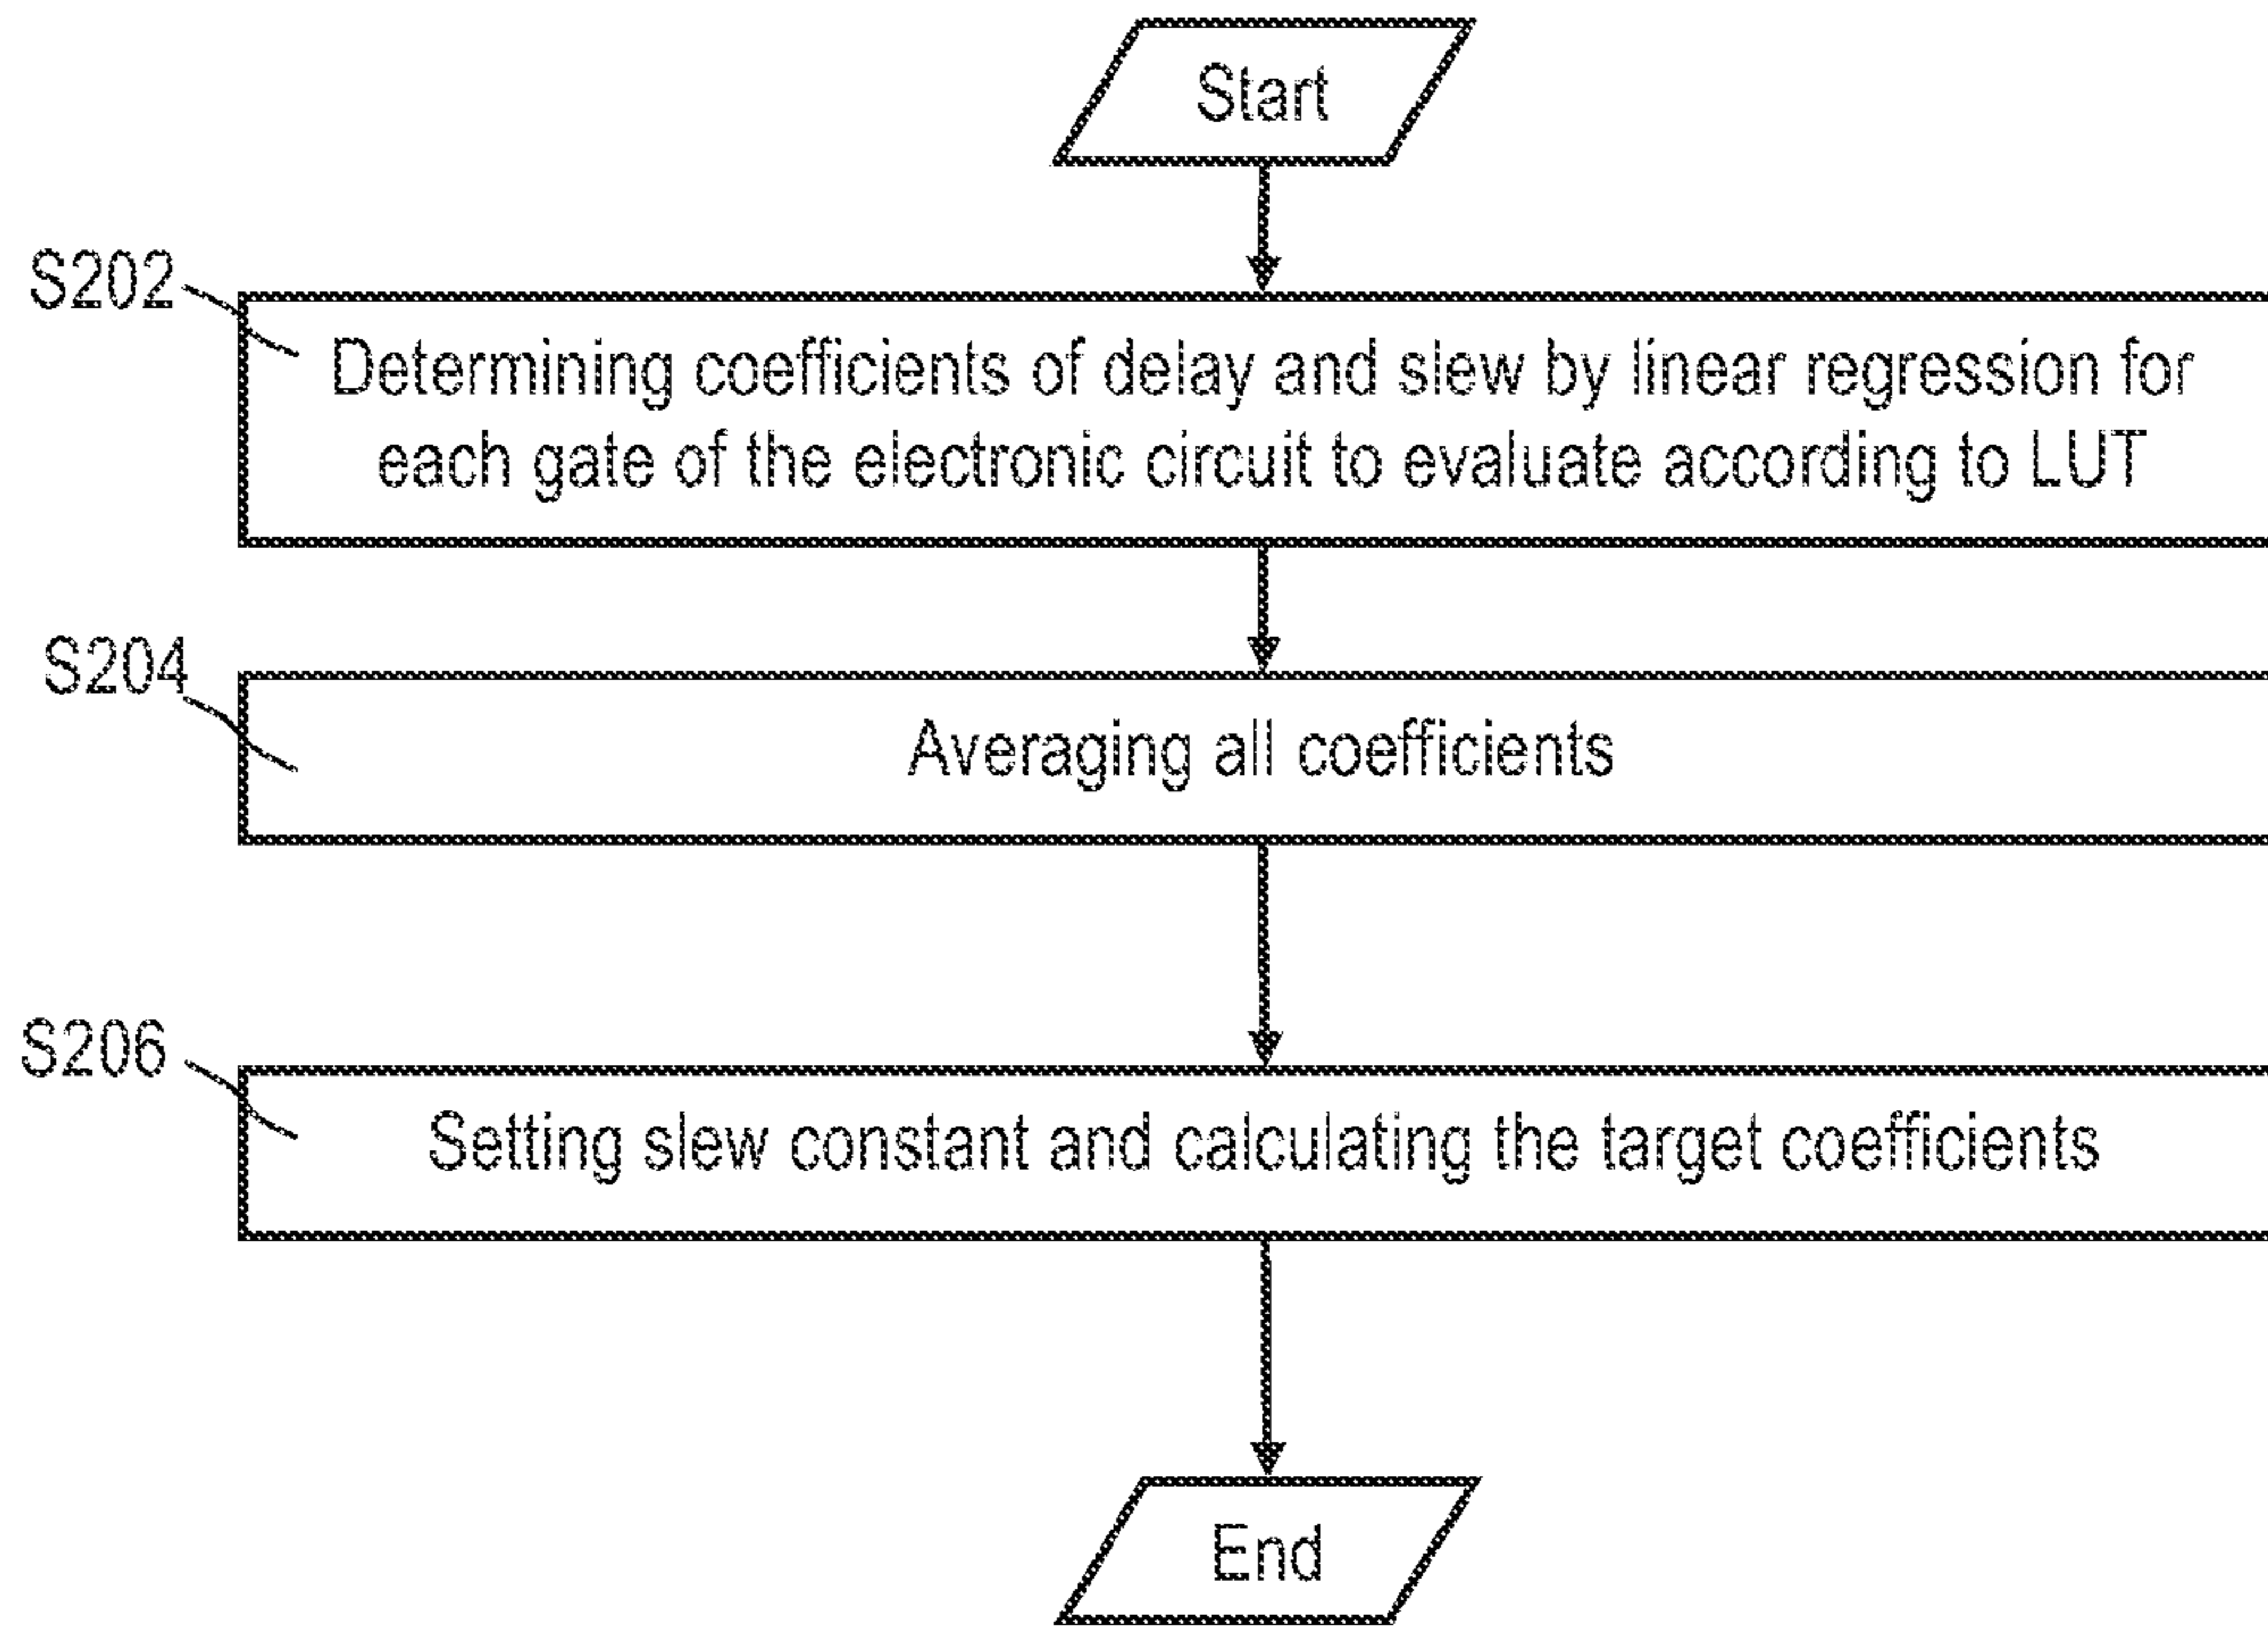 Start
S202
Determining coefficients of delay and slew by linear regression for
each gate of the electronic circuit to evaluate according to LUT
S204
Averaging all coefficients
S206
Setting slew constant and calculating the target coefficients
End